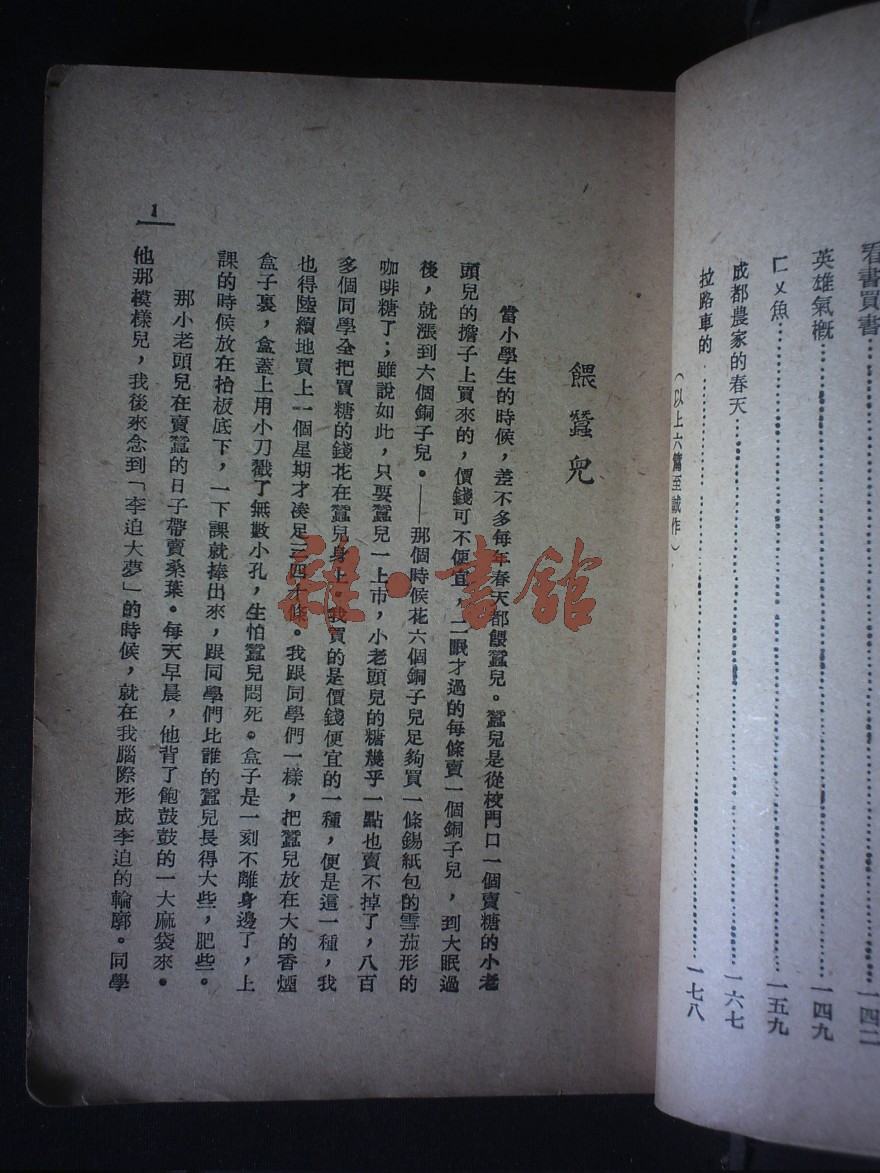 看書買書……一四二
英雄氣概……一四九
ㄈㄨ魚……一五九
成都農家的春天……一六七
拉路車的……一七八
（以上六篇至誠作）
餵蠶兒
當小學生的時候，差不多每年春天都餵蠶兒。蠶兒是從校門口一個賣糖的小老
頭兒的擔子上買來的，價錢可不便宜，二眠才過的每條賣一個銅子兒，到大眠過
後，就漲到六個銅子兒。——那個時候花六個銅子兒足夠買一條錫紙包的雪茄形的
咖啡糖了；雖說如此，只要蠶兒一上市，小老頭兒的糖幾乎一點也賣不掉了，八百
多個同學全把買糖的錢花在蠶兒身上。我買的是價錢便宜的一種，便是這一種，我
也得陸續地買上一個星期才湊足三四十條。我跟同學們一樣，把蠶兒放在大的香煙
盒子裏，盒蓋上用小刀戳了無數小孔，生怕蠶兒悶死。盒子是一刻不離身邊了，上
課的時候放在抬板底下，一下課就捧出來，跟同學們比誰的蠶兒長得大些，肥些。
那小老頭兒在賣蠶的日子帶賣桑葉。每天早晨，他背了飽鼓鼓的一大麻袋來。
他那模樣兒，我後來念到「李迫大夢」的時候，就在我腦際形成李迫的輪廓。同學
1
雜·書館